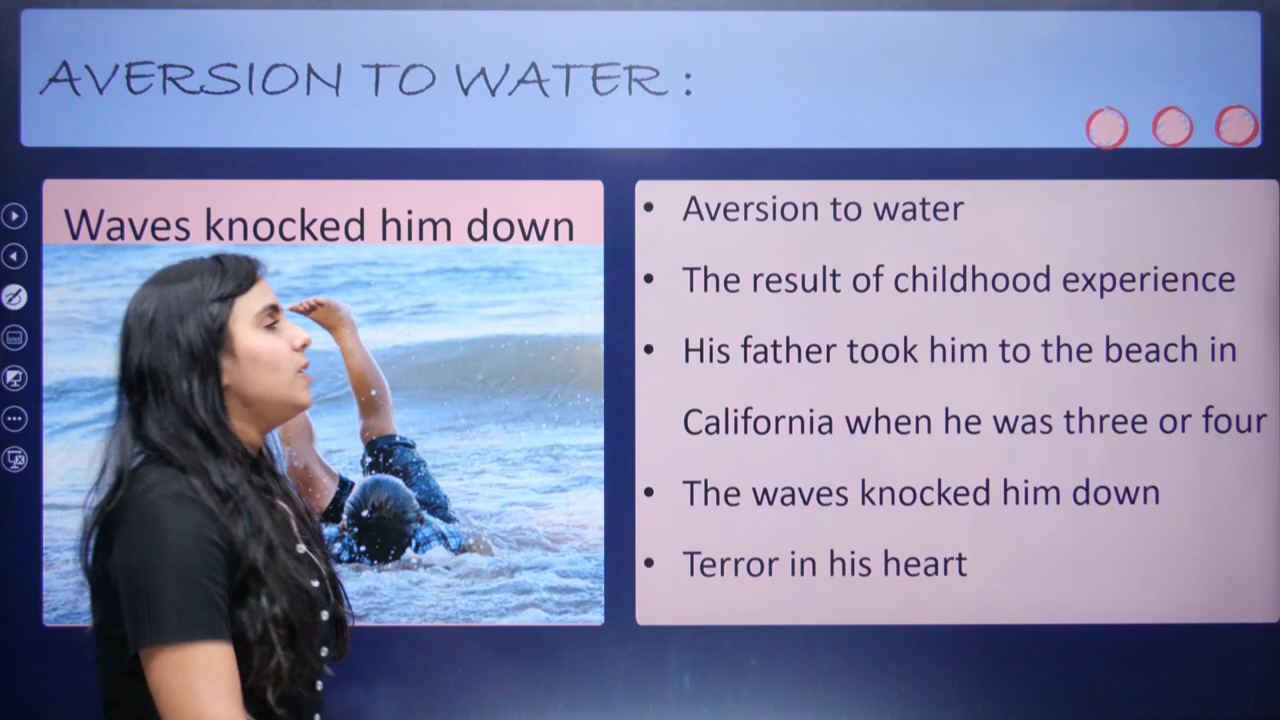 AVERSION TO WATER :
Waves knocked him down
• Aversion to water
• The result of childhood experience
• His father took him to the beach in
California when he was three or four
• The waves knocked him down
• Terror in his heart